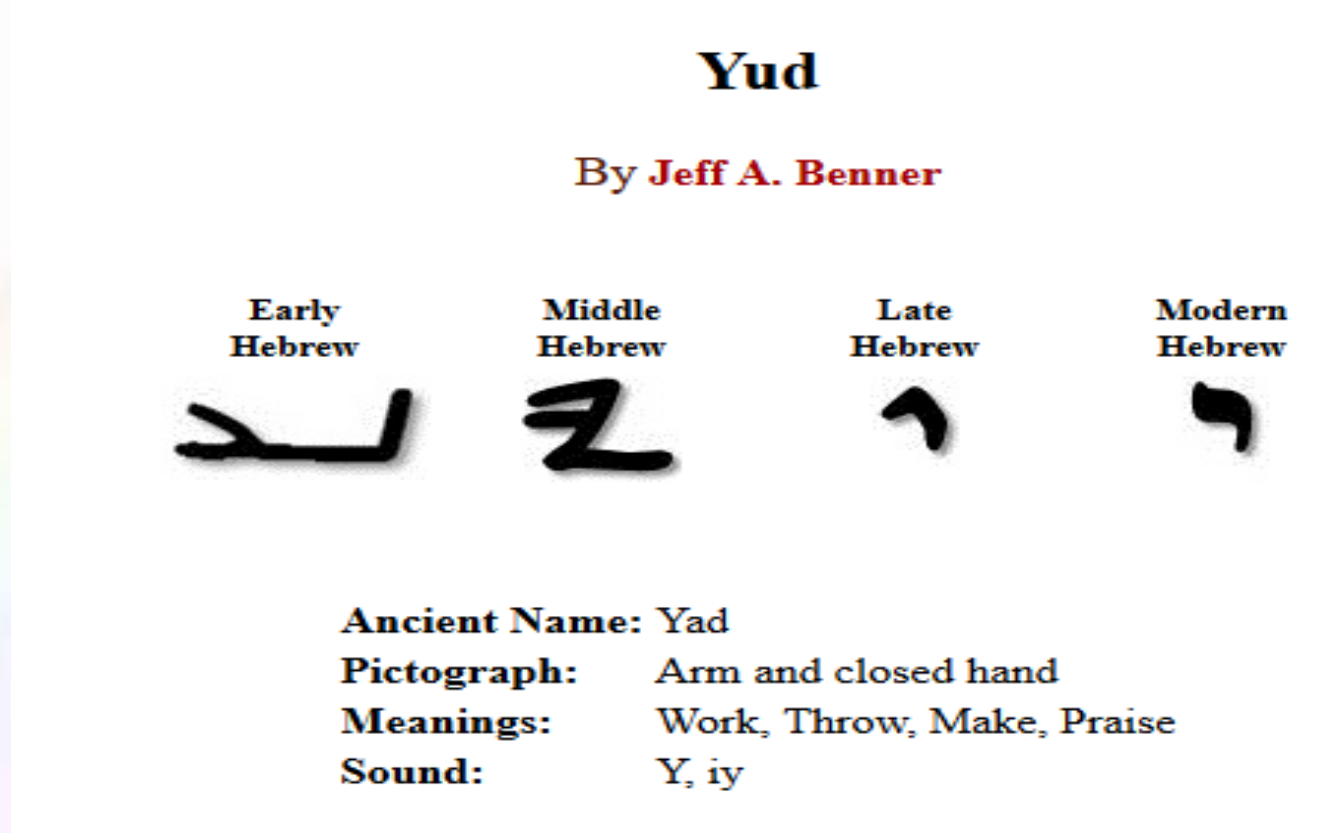 Yud
By Jeff A. Benner
Early Hebrew Middle Hebrew Late Hebrew Modern Hebrew
𐤉 י
Ancient Name: Yad
Pictograph: Arm and closed hand
Meanings: Work, Throw, Make, Praise
Sound: Y, iy